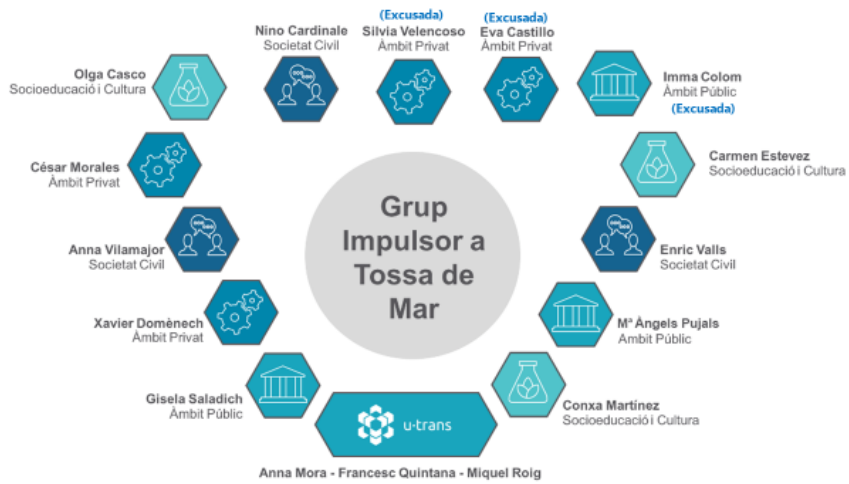 (Excusada)
(Excusada)
Nino Cardinale
Societat Civil
Silvia Velencoso
Àmbit Privat
Eva Castillo
Àmbit Privat
Olga Casco
Socioeducació i Cultura
Imma Colom
Àmbit Públic
(Excusada)
César Morales
Àmbit Privat
Carmen Estevez
Socioeducació i Cultura
Grup
Impulsor a
Tossa de
Mar
Anna Vilamajor
Societat Civil
Enric Valls
Societat Civil
Xavier Domènech
Àmbit Privat
Mª Àngels Pujals
Àmbit Públic
Gisela Saladich
Àmbit Públic
Conxa Martínez
Socioeducació i Cultura
u-trans
Anna Mora - Francesc Quintana - Miquel Roig